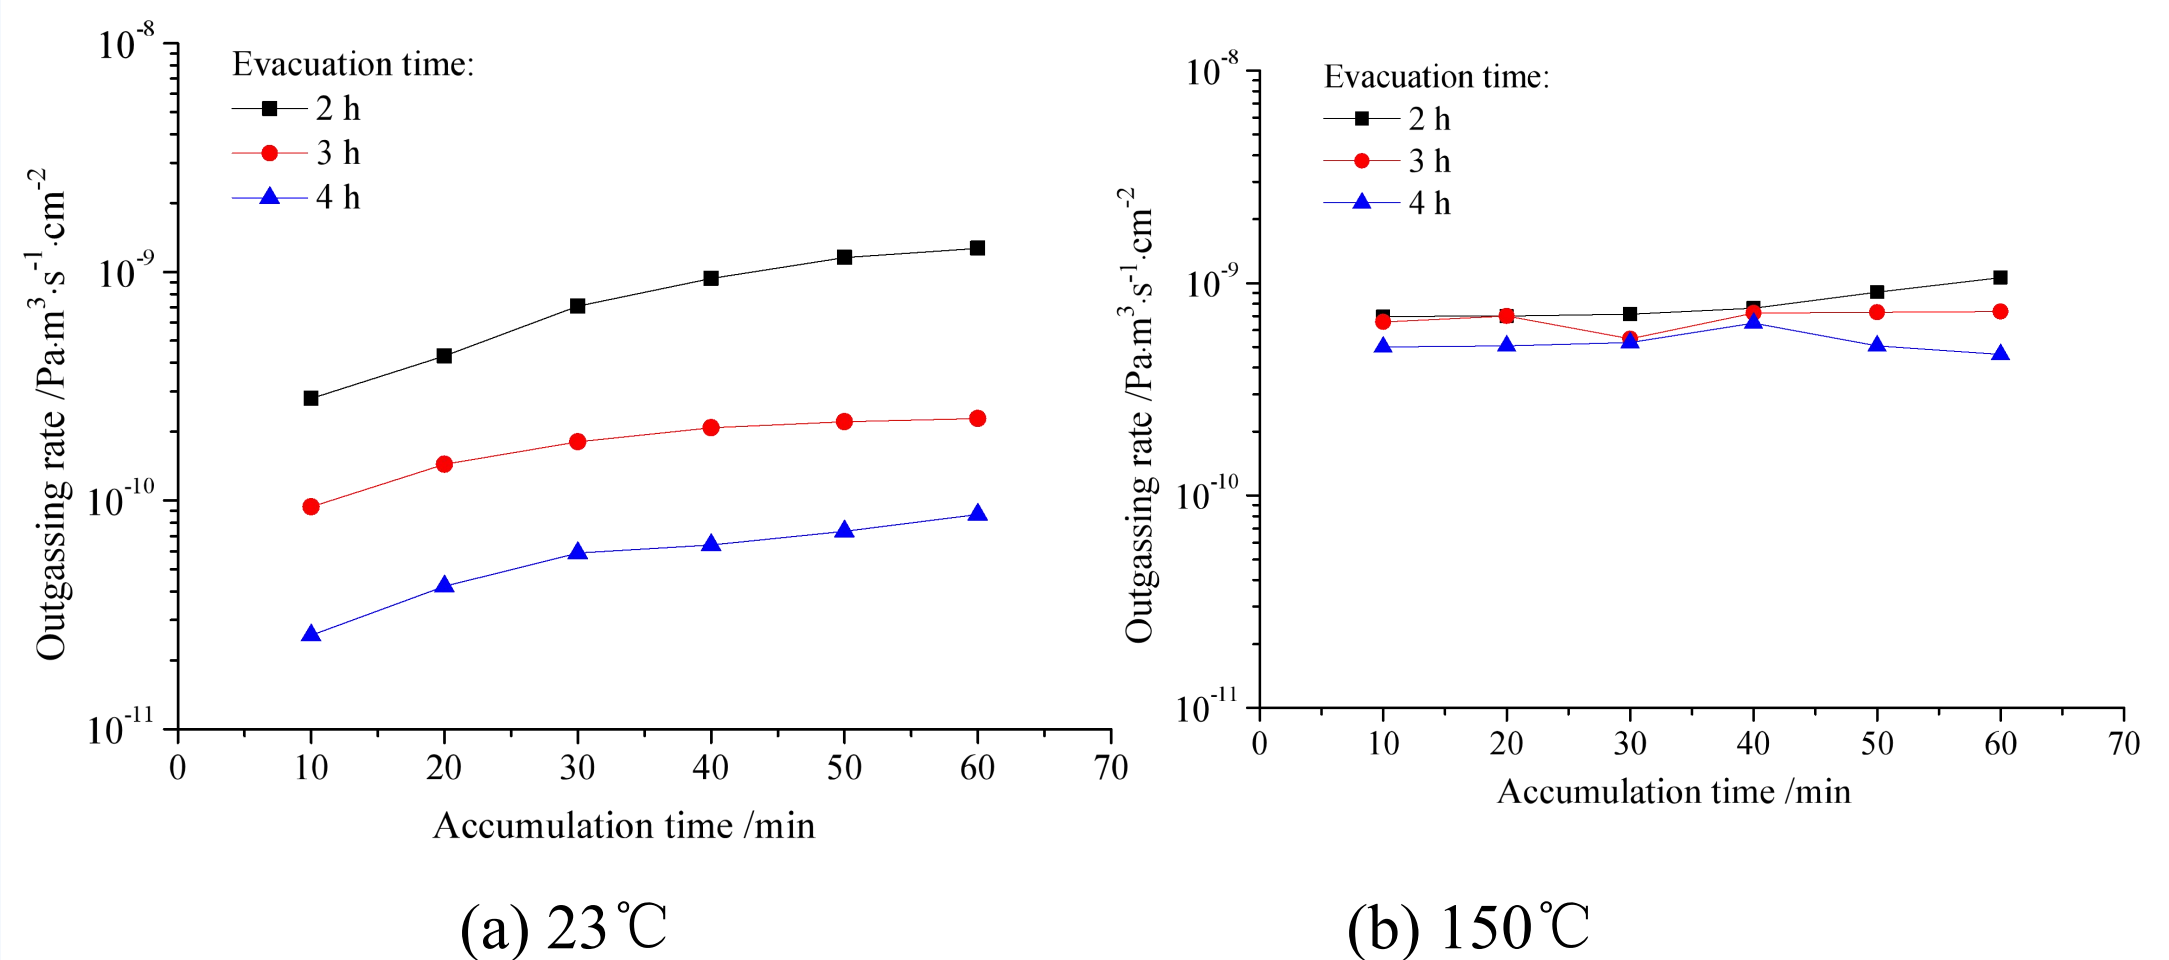 Evacuation time:
2 h
3 h
4 h
Outgassing rate /Pa·m³·s⁻¹·cm⁻²
10⁻⁸
10⁻⁹
10⁻¹⁰
10⁻¹¹
0 10 20 30 40 50 60 70
Accumulation time /min
(a) 23℃
Evacuation time:
2 h
3 h
4 h
Outgassing rate /Pa·m³·s⁻¹·cm⁻²
10⁻⁸
10⁻⁹
10⁻¹⁰
10⁻¹¹
0 10 20 30 40 50 60 70
Accumulation time /min
(b) 150℃